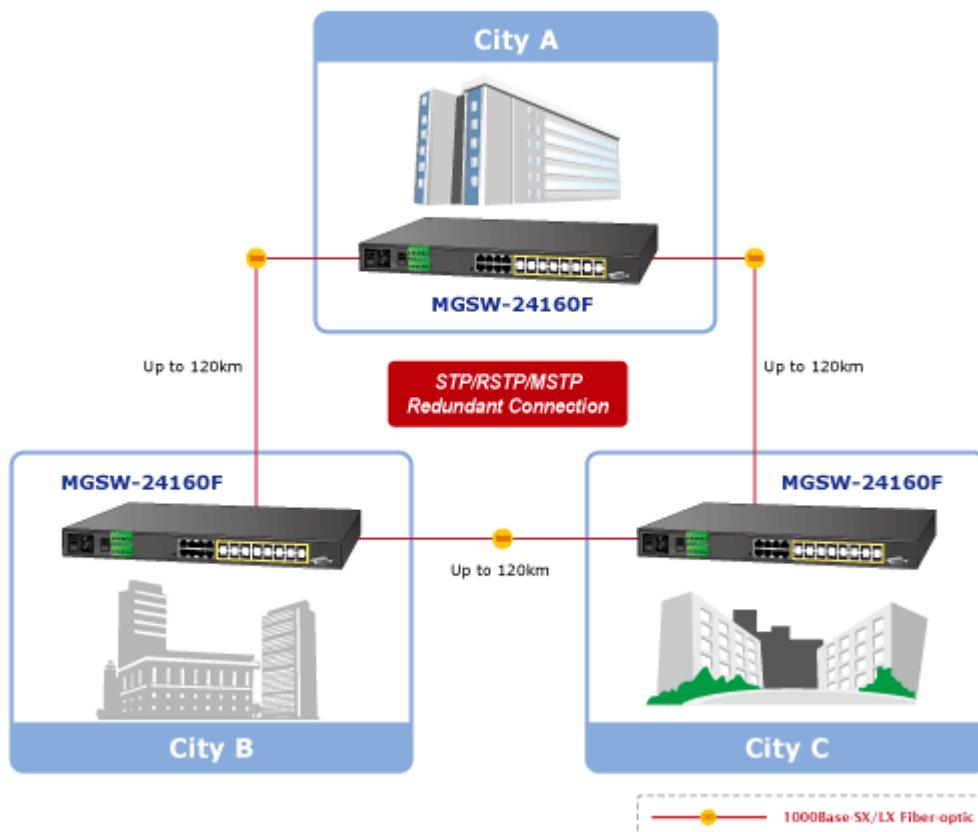 City A
MGSW-24160F
Up to 120km
Up to 120km
STP/RSTP/MSTP
Redundant Connection
MGSW-24160F
MGSW-24160F
Up to 120km
City B
City C
1000Base-SX/LX Fiber-optic